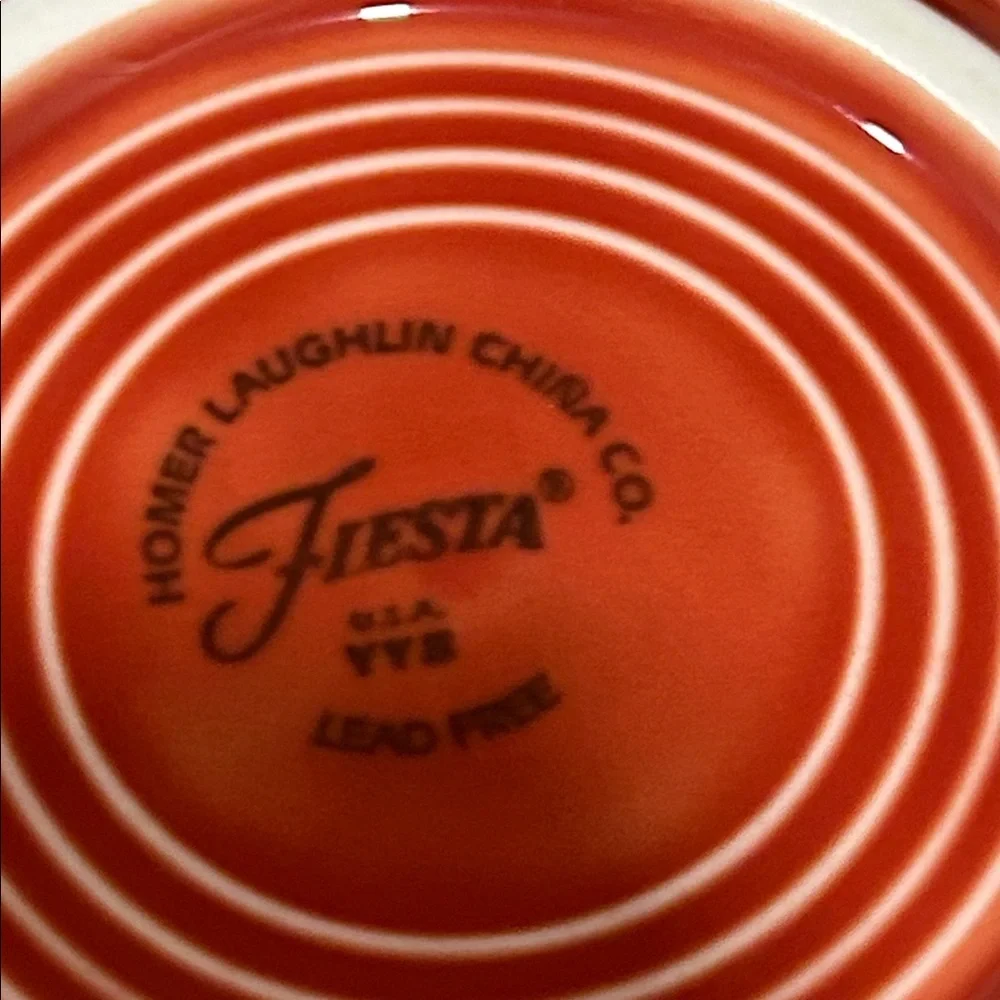 HOMER LAUGHLIN CHINA CO.
FIESTA®
U.S.A.
LEAD FREE